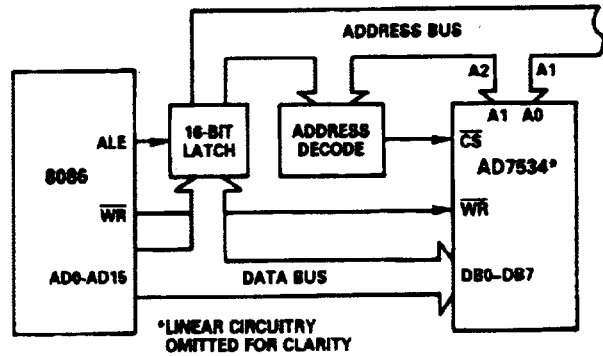 ADDRESS BUS
A2
A1
A1 A0
ALE
16-BIT
LATCH
ADDRESS
DECODE
CS
AD7534*
8086
WR
WR
AD0-AD15
DATA BUS
DB0-DB7
*LINEAR CIRCUITRY
OMITTED FOR CLARITY